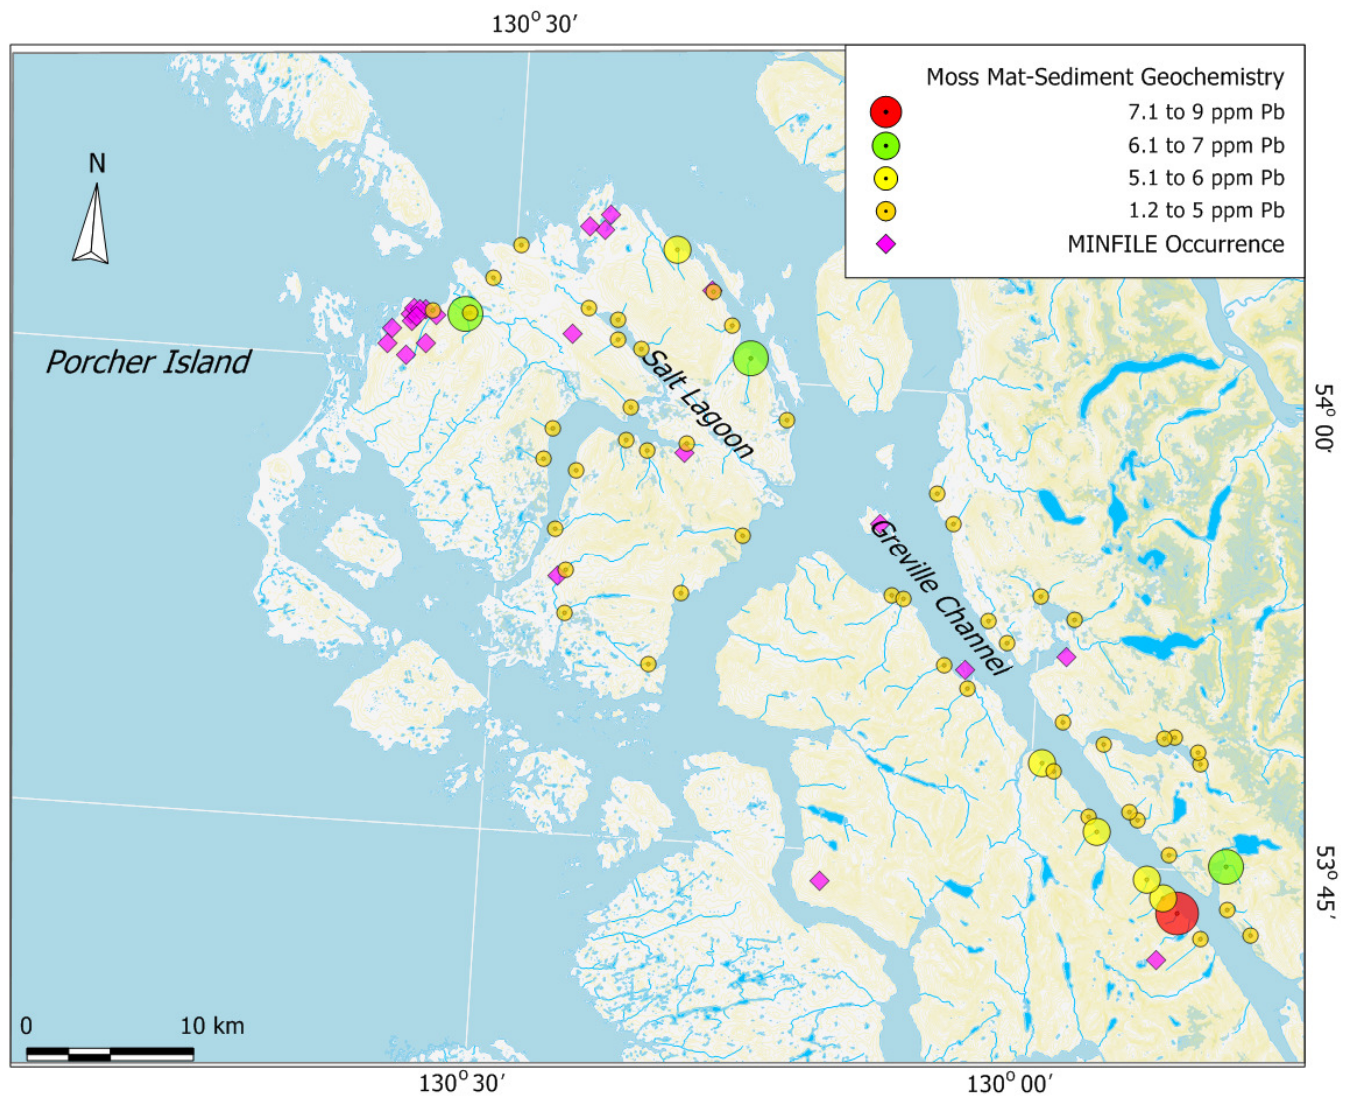 130° 30′
Moss Mat-Sediment Geochemistry
7.1 to 9 ppm Pb
6.1 to 7 ppm Pb
5.1 to 6 ppm Pb
1.2 to 5 ppm Pb
MINFILE Occurrence
N
Porcher Island
Salt Lagoon
54° 00′
Greville Channel
53° 45′
0 10 km
130° 30′ 130° 00′